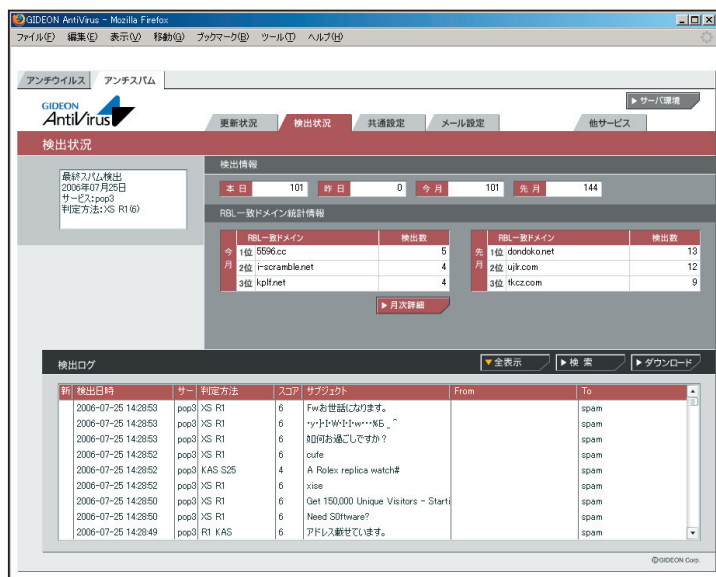 GIDEON AntiVirus - Mozilla Firefox
ファイル(F) 編集(E) 表示(V) 移動(G) ブックマーク(B) ツール(T) ヘルプ(H)
アンチウイルス アンチスパム
▶サーバ環境
GIDEON
AntiVirus
更新状況 検出状況 共通設定 メール設定 他サービス
検出状況
最終スパム検出
2006年07月25日
サービス:pop3
判定方法:XS R1(6)
検出情報
本日 101 昨日 0 今月 101 先月 144
RBL一致ドメイン統計情報
今月 RBL一致ドメイン 検出数
1位 5596.cc 5
2位 i-scramble.net 4
3位 kplf.net 4
先月 RBL一致ドメイン 検出数
1位 dondoko.net 13
2位 ujlr.com 12
3位 tkcz.com 9
▶月次詳細
検出ログ
▼全表示 ▶検 索 ▶ダウンロード
新 検出日時 サー 判定方法 スコア サブジェクト From To
2006-07-25 14:28:53 pop3 XS R1 6 Fwお世話になります。 spam
2006-07-25 14:28:53 pop3 XS R1 6 spam
2006-07-25 14:28:53 pop3 XS R1 6 如何お過ごしですか？ spam
2006-07-25 14:28:52 pop3 XS R1 6 cufe spam
2006-07-25 14:28:52 pop3 KAS S25 4 A Rolex replica watch# spam
2006-07-25 14:28:52 pop3 XS R1 6 xise spam
2006-07-25 14:28:50 pop3 XS R1 6 Get 150,000 Unique Visitors - Starti spam
2006-07-25 14:28:50 pop3 XS R1 6 Need S0ftware? spam
2006-07-25 14:28:49 pop3 R1 KAS 6 アドレス載せています。 spam
©GIDEON Corp.